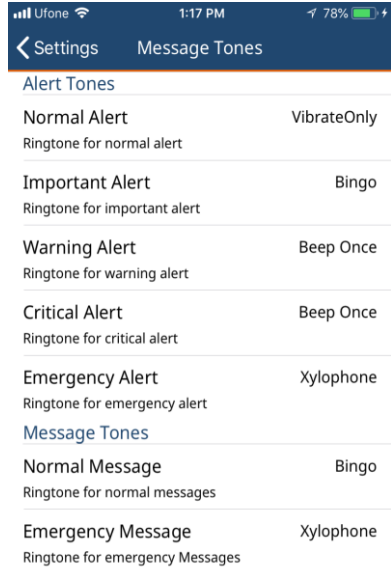 Ufone 1:17 PM 78%
Settings Message Tones
Alert Tones
Normal Alert VibrateOnly
Ringtone for normal alert
Important Alert Bingo
Ringtone for important alert
Warning Alert Beep Once
Ringtone for warning alert
Critical Alert Beep Once
Ringtone for critical alert
Emergency Alert Xylophone
Ringtone for emergency alert
Message Tones
Normal Message Bingo
Ringtone for normal messages
Emergency Message Xylophone
Ringtone for emergency Messages